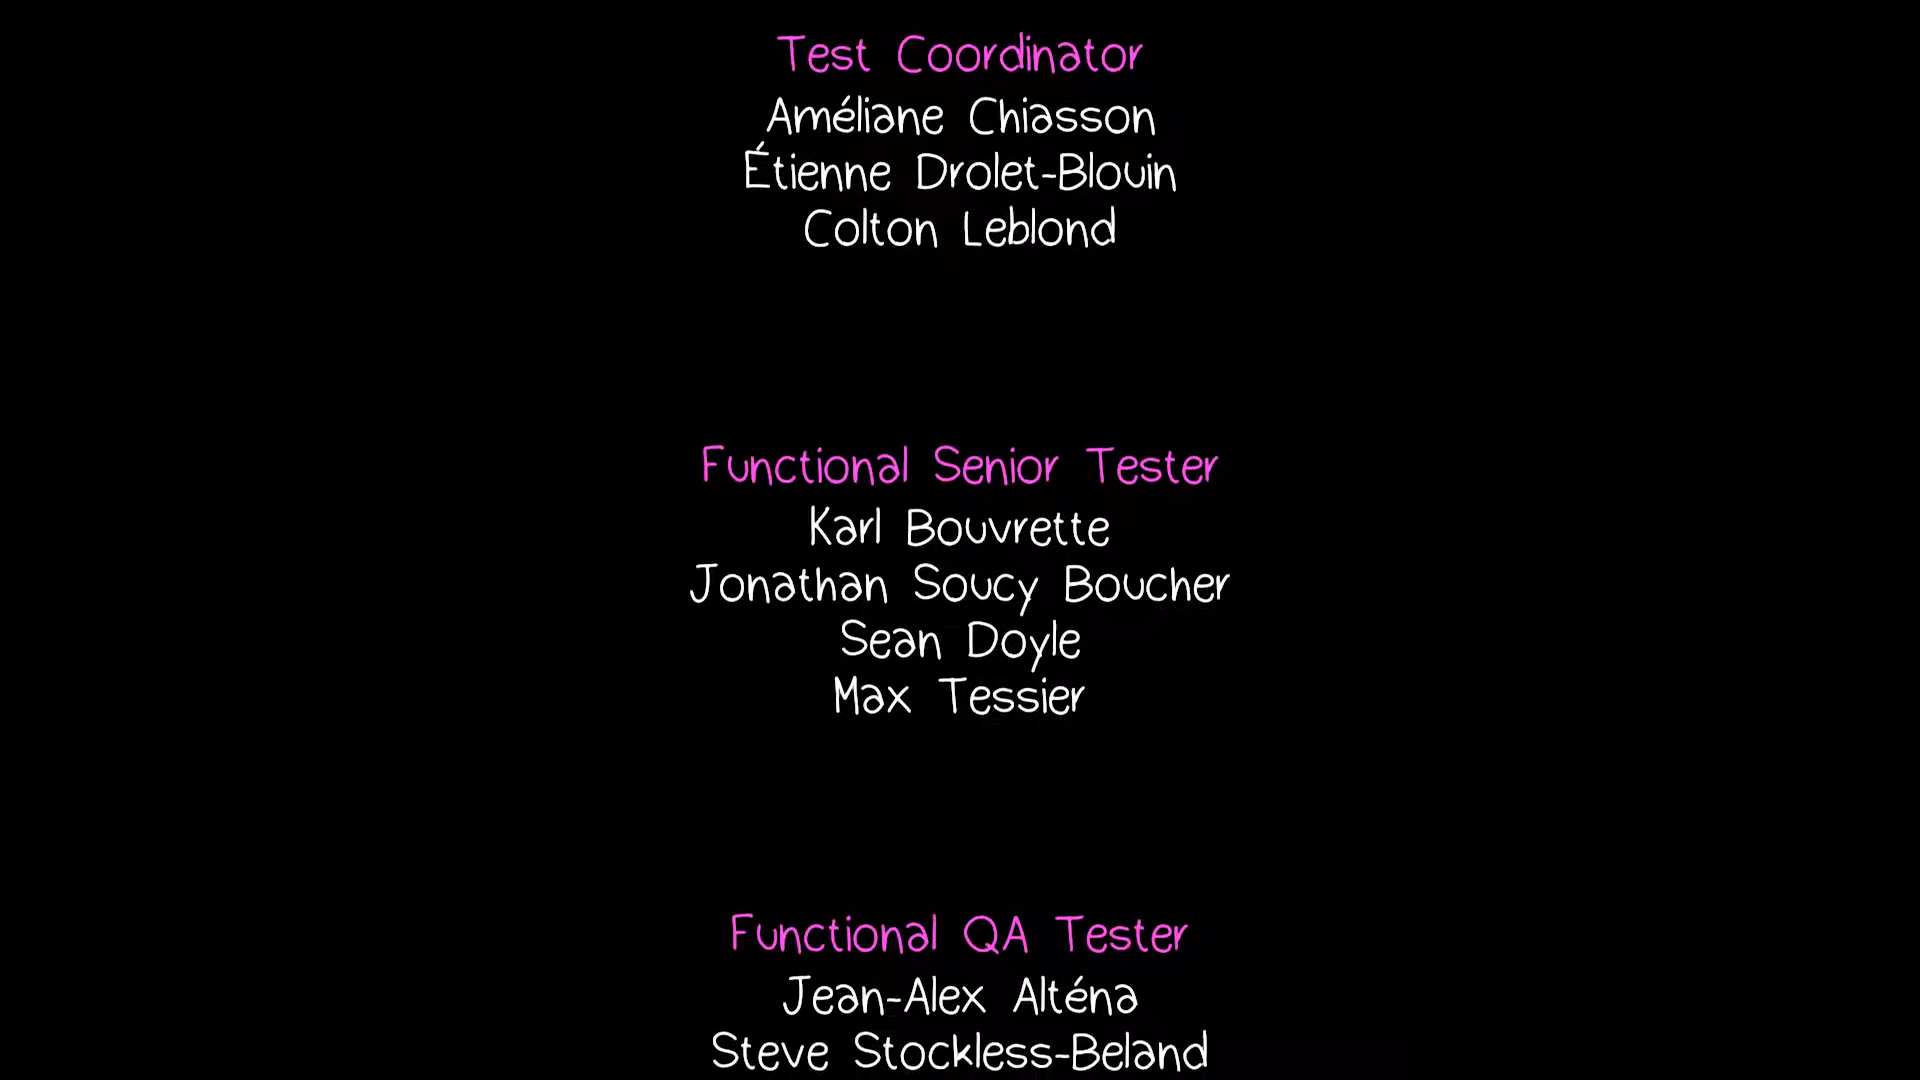 Test Coordinator
Améliane Chiasson
Étienne Drolet-Blouin
Colton Leblond
Functional Senior Tester
Karl Bouvrette
Jonathan Soucy Boucher
Sean Doyle
Max Tessier
Functional QA Tester
Jean-Alex Alténa
Steve Stockless-Beland